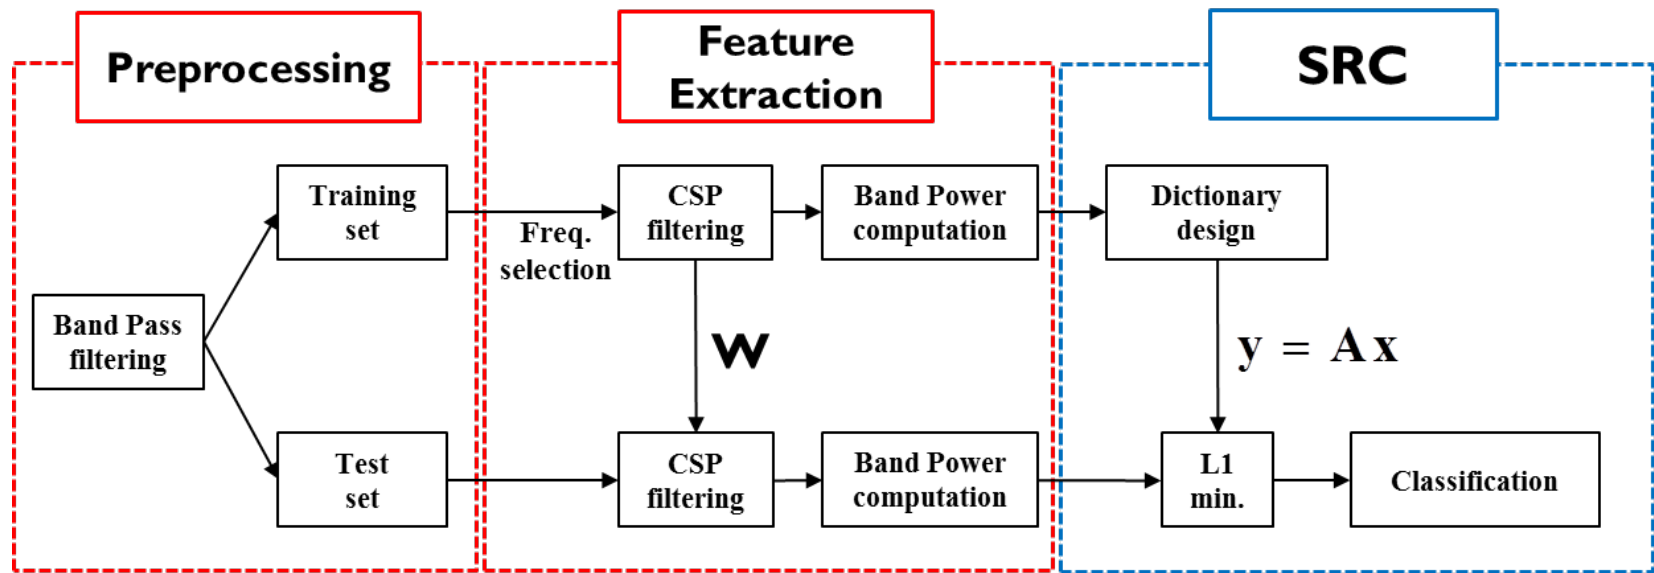 Preprocessing
Feature
Extraction
SRC
Training
set
Freq.
selection
CSP
filtering
Band Power
computation
Dictionary
design
Band Pass
filtering
W
y = Ax
Test
set
CSP
filtering
Band Power
computation
L1
min.
Classification